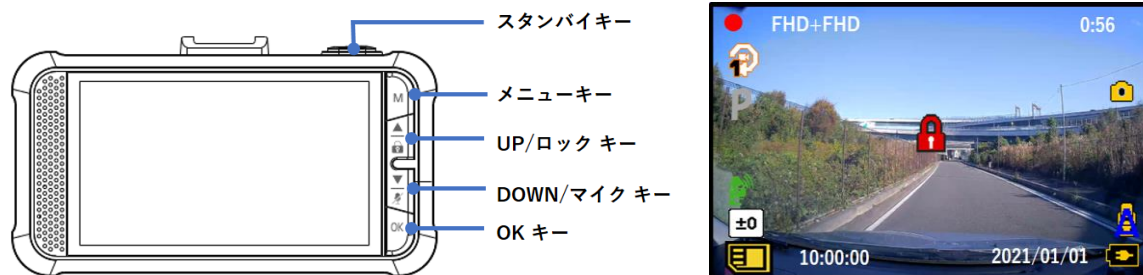 スタンバイキー
メニューキー
UP/ロック キー
DOWN/マイク キー
OK キー
M
OK
FHD+FHD
0:56
1
P
±0
10:00:00
2021/01/01